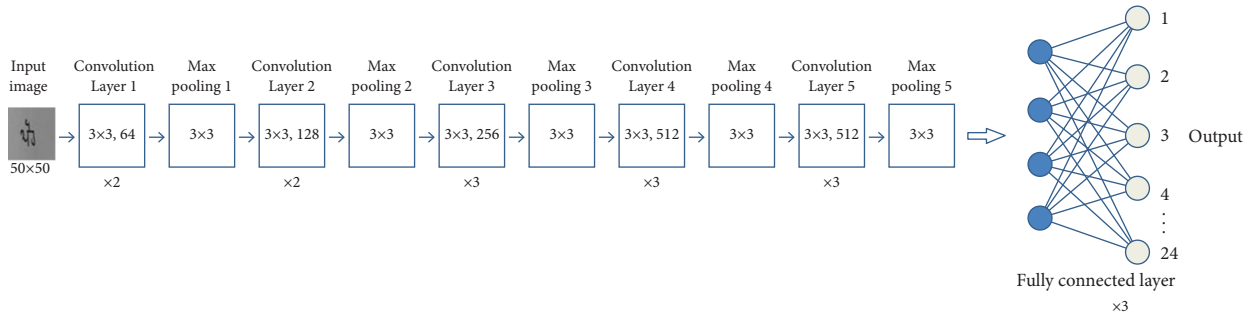 Input image
Convolution Layer 1
Max pooling 1
Convolution Layer 2
Max pooling 2
Convolution Layer 3
Max pooling 3
Convolution Layer 4
Max pooling 4
Convolution Layer 5
Max pooling 5
3×3, 64
3×3
3×3, 128
3×3
3×3, 256
3×3
3×3, 512
3×3
3×3, 512
3×3
50×50
×2
×2
×3
×3
×3
1
2
3
4
⋮
24
Output
Fully connected layer
×3